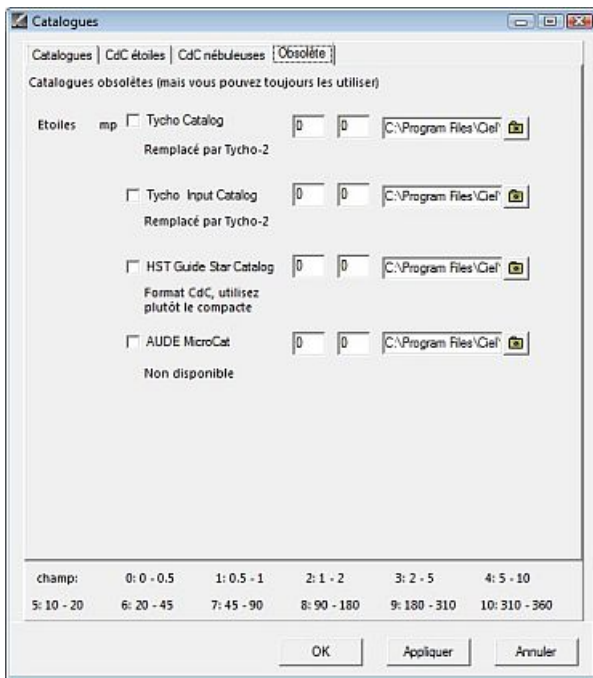 Catalogues
Catalogues CdC étoiles CdC nébuleuses Obsolète
Catalogues obsolètes (mais vous pouvez toujours les utiliser)
Etoiles mp Tycho Catalog 0 0 C:\Program Files\Ciel\
Remplacé par Tycho-2
Tycho Input Catalog 0 0 C:\Program Files\Ciel\
Remplacé par Tycho-2
HST Guide Star Catalog 0 0 C:\Program Files\Ciel\
Format CdC, utilisez
plutôt le compacte
AUDE MicroCat 0 0 C:\Program Files\Ciel\
Non disponible
champ: 0: 0 - 0.5 1: 0.5 - 1 2: 1 - 2 3: 2 - 5 4: 5 - 10
5: 10 - 20 6: 20 - 45 7: 45 - 90 8: 90 - 180 9: 180 - 310 10: 310 - 360
OK Appliquer Annuler